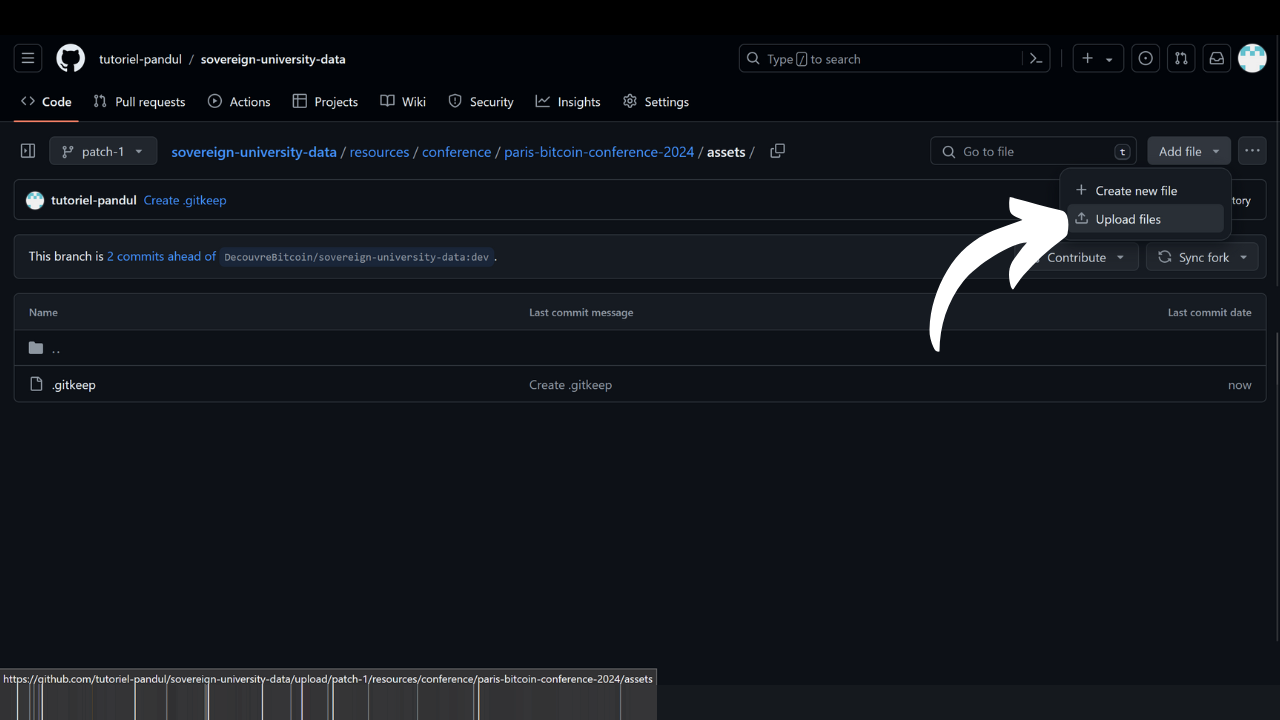 tutoriel-pandul / sovereign-university-data
Type / to search
Code Pull requests Actions Projects Wiki Security Insights Settings
patch-1 sovereign-university-data / resources / conference / paris-bitcoin-conference-2024 / assets / Go to file t Add file
tutoriel-pandul Create .gitkeep
Create new file
Upload files
This branch is 2 commits ahead of DecouvreBitcoin/sovereign-university-data:dev .
Contribute Sync fork
Name Last commit message Last commit date
..
.gitkeep Create .gitkeep now
https://github.com/tutoriel-pandul/sovereign-university-data/upload/patch-1/resources/conference/paris-bitcoin-conference-2024/assets